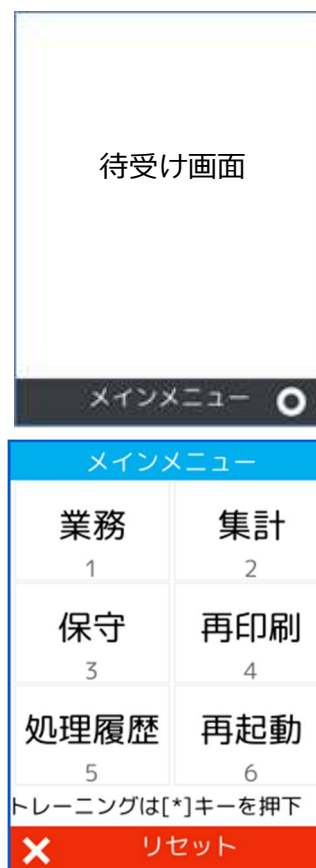 待受け画面
メインメニュー
メインメニュー
業務 集計
1 2
保守 再印刷
3 4
処理履歴 再起動
5 6
トレーニングは[*]キーを押下
リセット